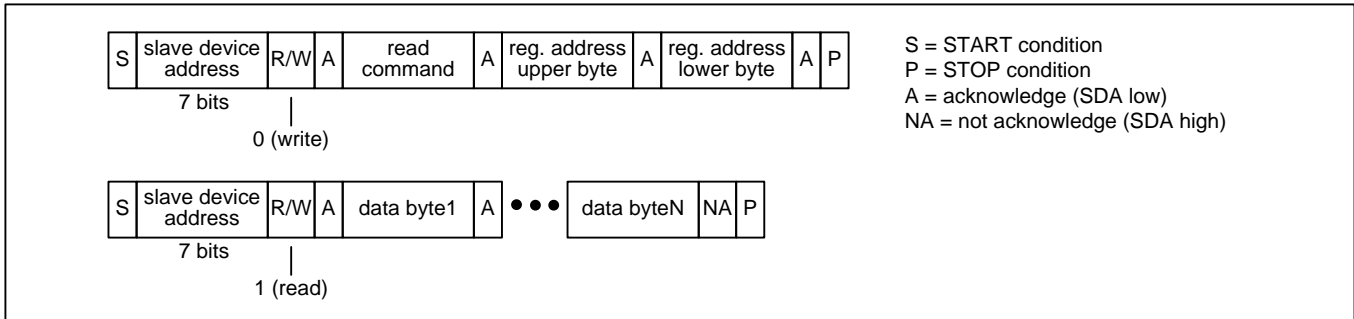 S slave device address R/W A read command A reg. address upper byte A reg. address lower byte A P
7 bits
0 (write)
S = START condition
P = STOP condition
A = acknowledge (SDA low)
NA = not acknowledge (SDA high)
S slave device address R/W A data byte1 A ••• data byteN NA P
7 bits
1 (read)